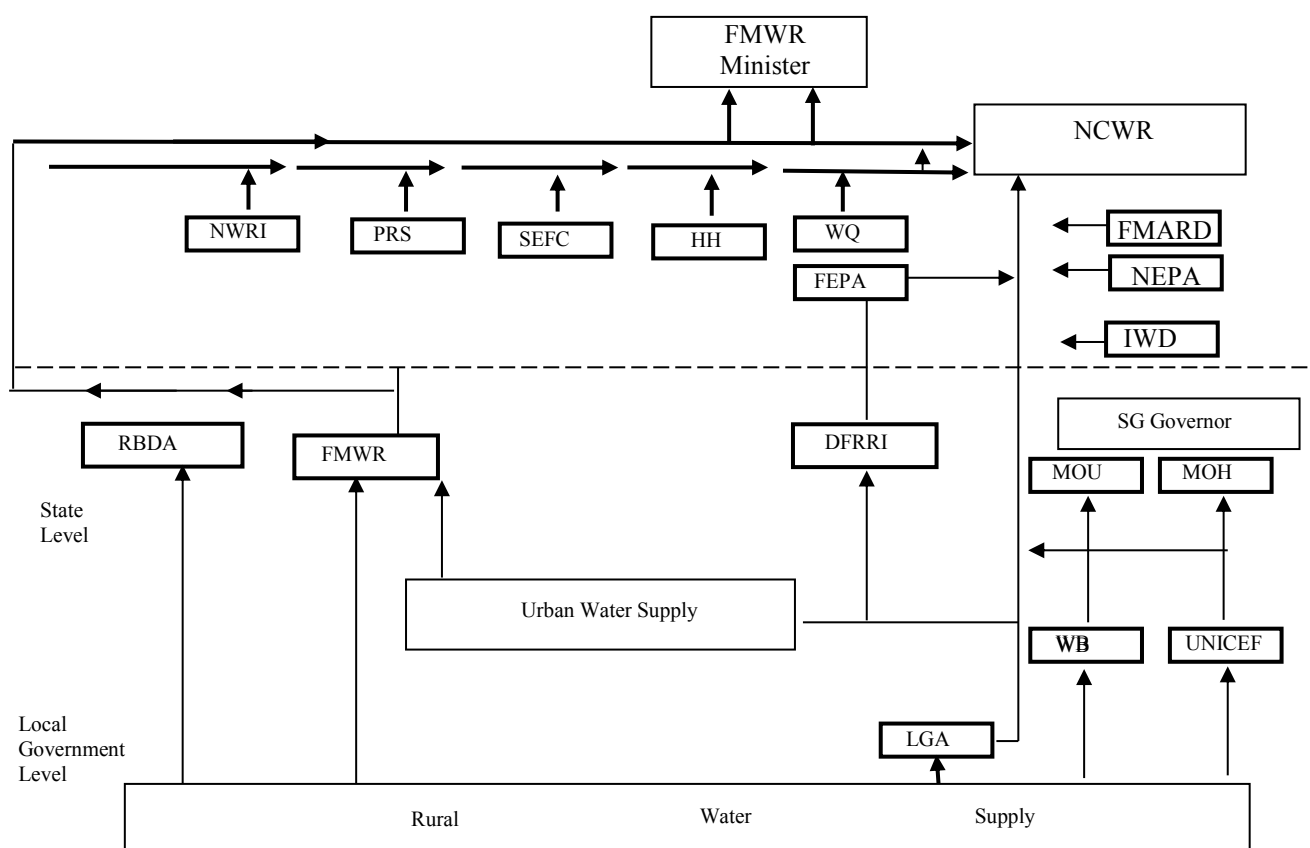 FMWR
Minister
NCWR
NWRI
PRS
SEFC
HH
WQ
FMARD
FEPA
NEPA
IWD
SG Governor
RBDA
FMWR
DFRRI
MOU
MOH
State
Level
Urban Water Supply
WB
UNICEF
Local
Government
Level
LGA
Rural Water Supply